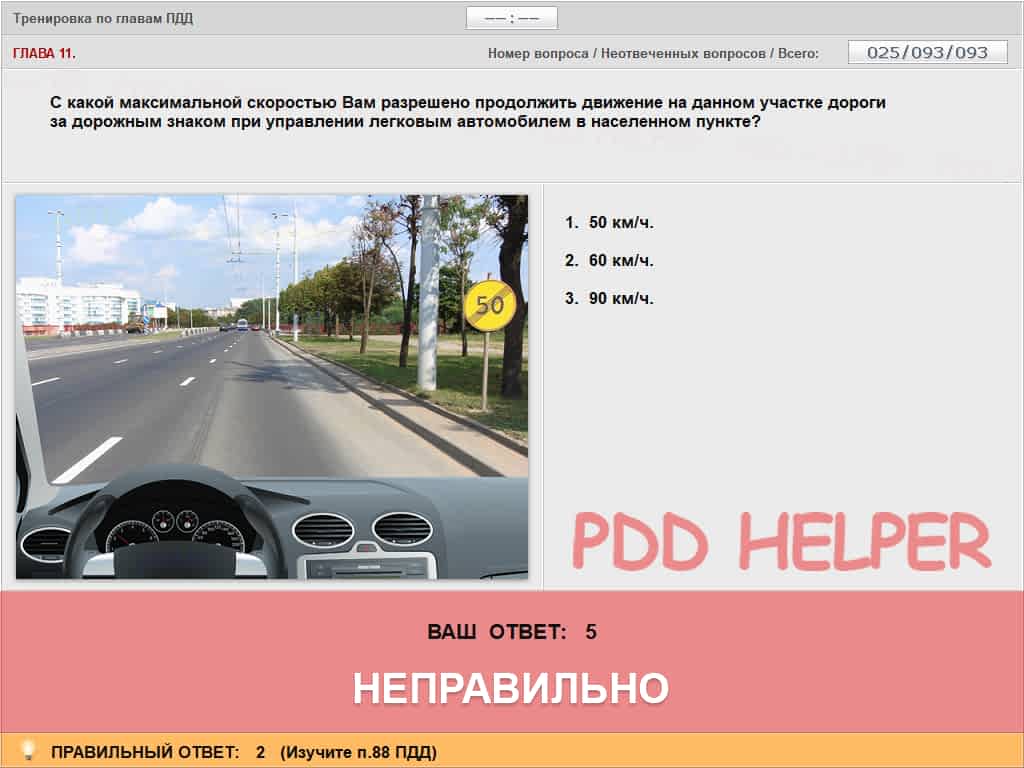 Тренировка по главам ПДД
–– : ––
ГЛАВА 11.
Номер вопроса / Неотвеченных вопросов / Всего:
025/093/093
С какой максимальной скоростью Вам разрешено продолжить движение на данном участке дороги
за дорожным знаком при управлении легковым автомобилем в населенном пункте?
50
1. 50 км/ч.
2. 60 км/ч.
3. 90 км/ч.
PDD HELPER
ВАШ ОТВЕТ: 5
НЕПРАВИЛЬНО
ПРАВИЛЬНЫЙ ОТВЕТ: 2 (Изучите п.88 ПДД)